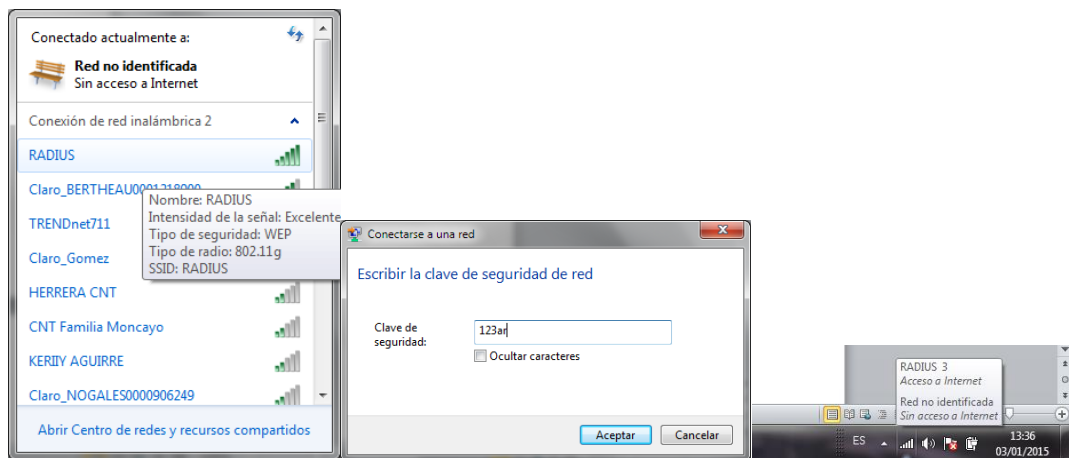 Conectado actualmente a:
Red no identificada
Sin acceso a Internet
Conexión de red inalámbrica 2
RADIUS
Claro_BERTHEAU0001218000
Nombre: RADIUS
Intensidad de la señal: Excelente
Tipo de seguridad: WEP
Tipo de radio: 802.11g
SSID: RADIUS
TRENDnet711
Claro_Gomez
HERRERA CNT
CNT Familia Moncayo
KERIIY AGUIRRE
Claro_NOGALES0000906249
Abrir Centro de redes y recursos compartidos
Conectarse a una red
Escribir la clave de seguridad de red
Clave de
seguridad:
123ar
Ocultar caracteres
Aceptar
Cancelar
RADIUS 3
Acceso a Internet
Red no identificada
Sin acceso a Internet
ES
13:36
03/01/2015